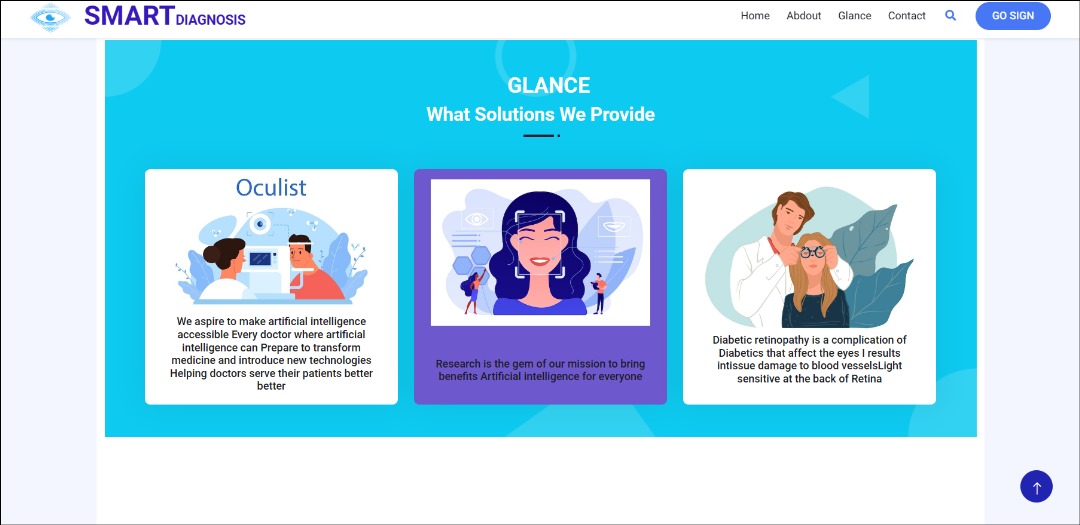 SMART DIAGNOSIS
Home Abdout Glance Contact GO SIGN
GLANCE
What Solutions We Provide
Oculist
We aspire to make artificial intelligence
accessible Every doctor where artificial
intelligence can Prepare to transform
medicine and introduce new technologies
Helping doctors serve their patients better
better
Research is the gem of our mission to bring
benefits Artificial intelligence for everyone
Diabetic retinopathy is a complication of
Diabetics that affect the eyes I results
intissue damage to blood vesselsLight
sensitive at the back of Retina